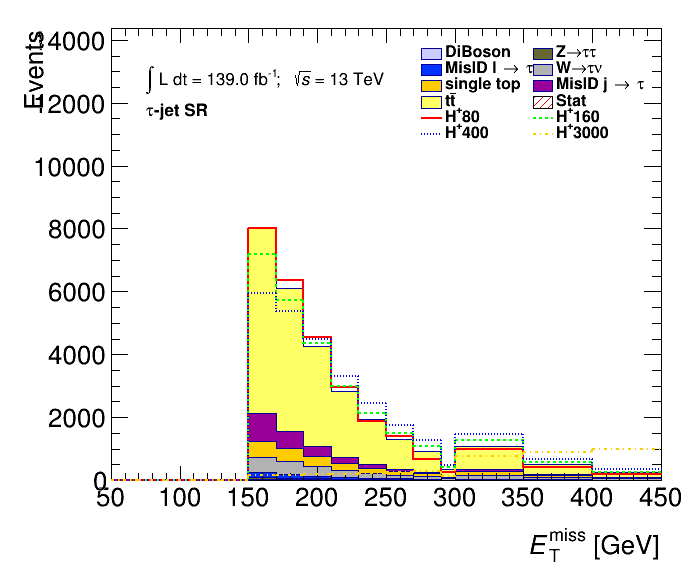 Events
14000
12000
10000
8000
6000
4000
2000
0
∫ L dt = 139.0 fb⁻¹; √s = 13 TeV
τ-jet SR
DiBoson
Z→ττ
MisID l → τ
W→τν
single top
MisID j → τ
tt̄
Stat
H⁺80
H⁺160
H⁺400
H⁺3000
50 100 150 200 250 300 350 400 450
E_T^miss [GeV]